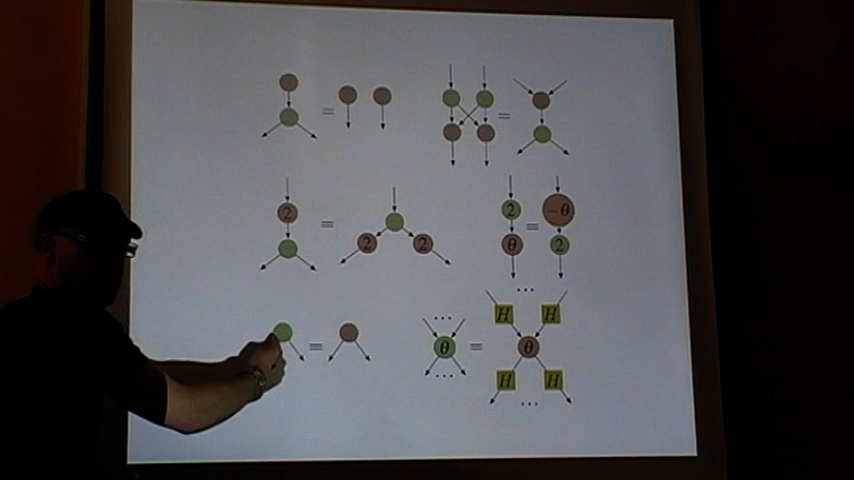 =
=
2 = 2 2
2 θ = -θ 2
... H H
=
... θ = θ
... H H
...